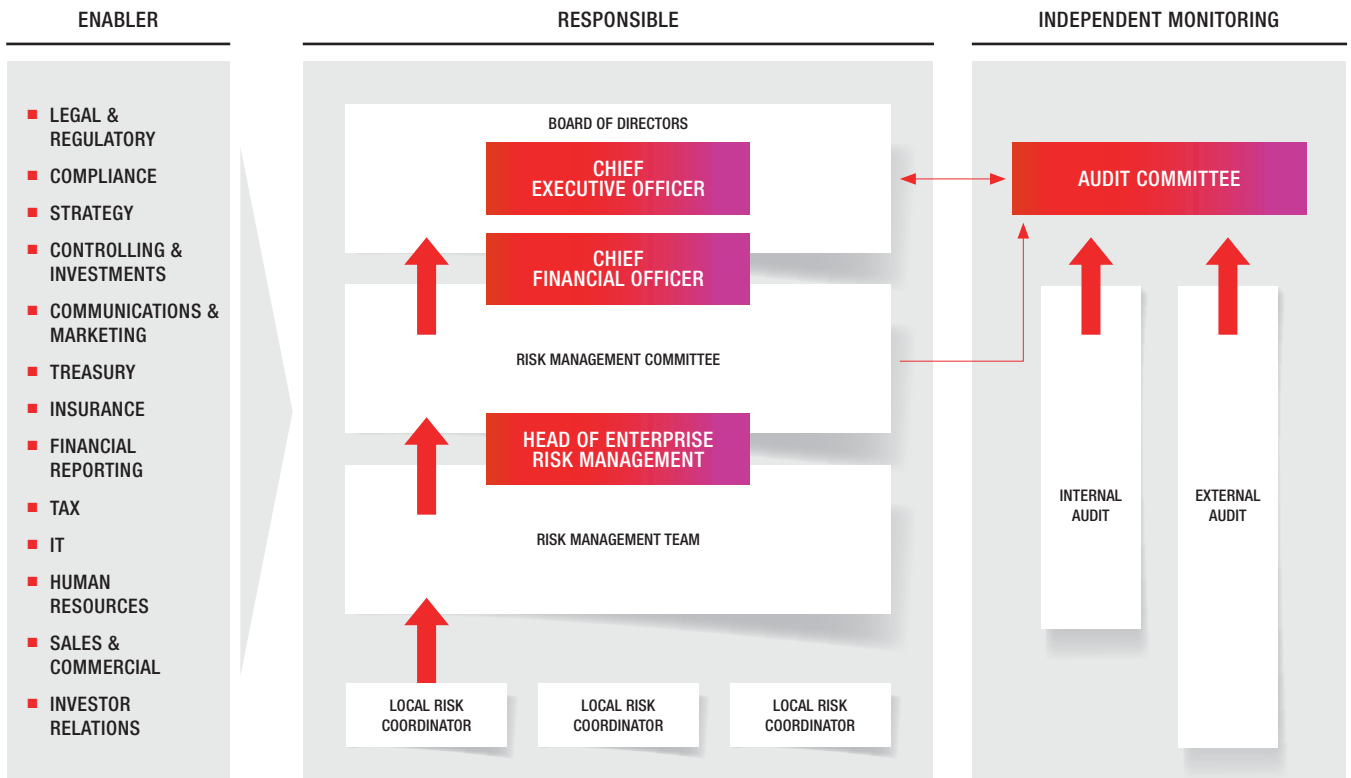 ENABLER
LEGAL &
REGULATORY
COMPLIANCE
STRATEGY
CONTROLLING &
INVESTMENTS
COMMUNICATIONS &
MARKETING
TREASURY
INSURANCE
FINANCIAL
REPORTING
TAX
IT
HUMAN
RESOURCES
SALES &
COMMERCIAL
INVESTOR
RELATIONS
RESPONSIBLE
BOARD OF DIRECTORS
CHIEF
EXECUTIVE OFFICER
CHIEF
FINANCIAL OFFICER
RISK MANAGEMENT COMMITTEE
HEAD OF ENTERPRISE
RISK MANAGEMENT
RISK MANAGEMENT TEAM
LOCAL RISK
COORDINATOR
LOCAL RISK
COORDINATOR
LOCAL RISK
COORDINATOR
INDEPENDENT MONITORING
AUDIT COMMITTEE
INTERNAL
AUDIT
EXTERNAL
AUDIT